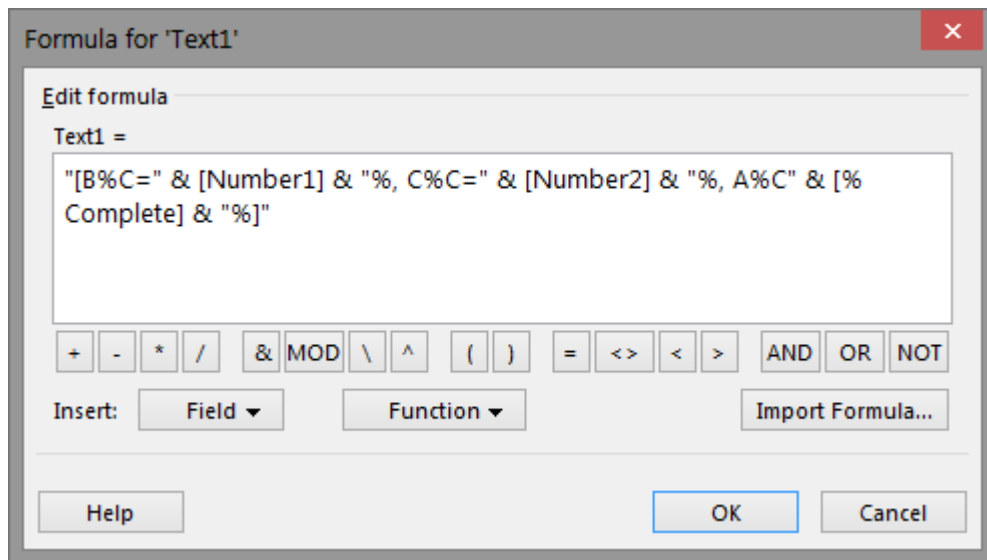 Formula for 'Text1'
Edit formula
Text1 =
"[B%C=" & [Number1] & "%, C%C=" & [Number2] & "%, A%C" & [%
Complete] & "%]"
+ - * / & MOD \ ^ ( ) = <> < > AND OR NOT
Insert: Field Function Import Formula...
Help OK Cancel